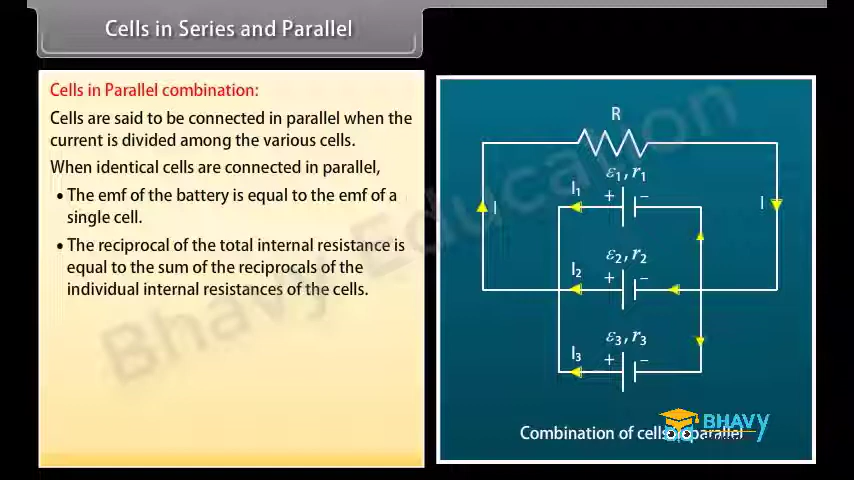 Cells in Series and Parallel
Cells in Parallel combination:
Cells are said to be connected in parallel when the
current is divided among the various cells.
When identical cells are connected in parallel,
• The emf of the battery is equal to the emf of a
single cell.
• The reciprocal of the total internal resistance is
equal to the sum of the reciprocals of the
individual internal resistances of the cells.
Bhavy Education
R
ε₁, r₁
I₁
+ −
I
I
ε₂, r₂
I₂
+ −
ε₃, r₃
I₃
+ −
BHAVY
Combination of cells parallel